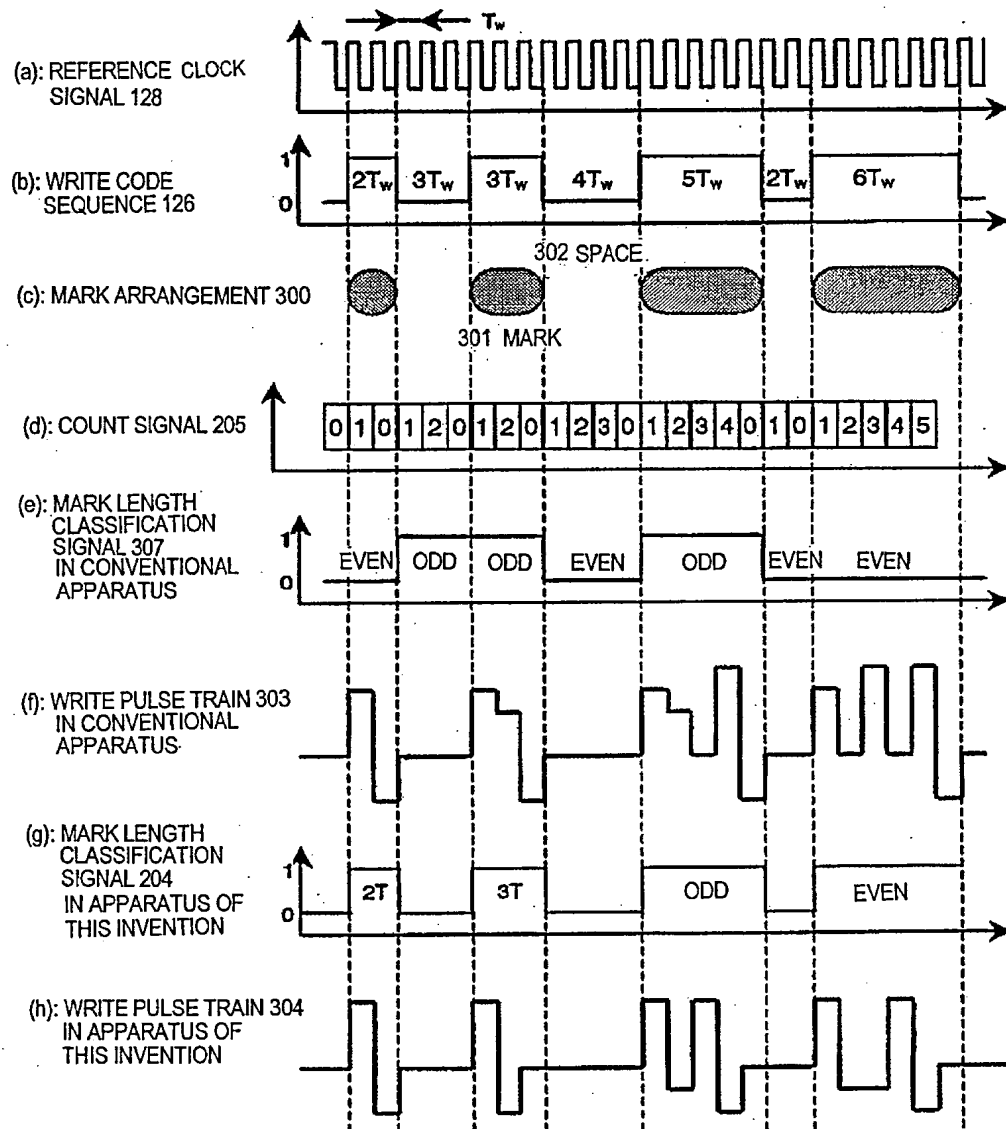 Tw
(a): REFERENCE CLOCK
SIGNAL 128
1
(b): WRITE CODE
SEQUENCE 126
0
2Tw 3Tw 3Tw 4Tw 5Tw 2Tw 6Tw
302 SPACE
(c): MARK ARRANGEMENT 300
301 MARK
(d): COUNT SIGNAL 205
0 1 0 1 2 0 1 2 0 1 2 3 0 1 2 3 4 0 1 0 1 2 3 4 5
(e): MARK LENGTH
CLASSIFICATION
SIGNAL 307
IN CONVENTIONAL
APPARATUS
1
0
EVEN ODD ODD EVEN ODD EVEN EVEN
(f): WRITE PULSE TRAIN 303
IN CONVENTIONAL
APPARATUS
(g): MARK LENGTH
CLASSIFICATION
SIGNAL 204
IN APPARATUS OF
THIS INVENTION
1
0
2T 3T ODD EVEN
(h): WRITE PULSE TRAIN 304
IN APPARATUS OF
THIS INVENTION